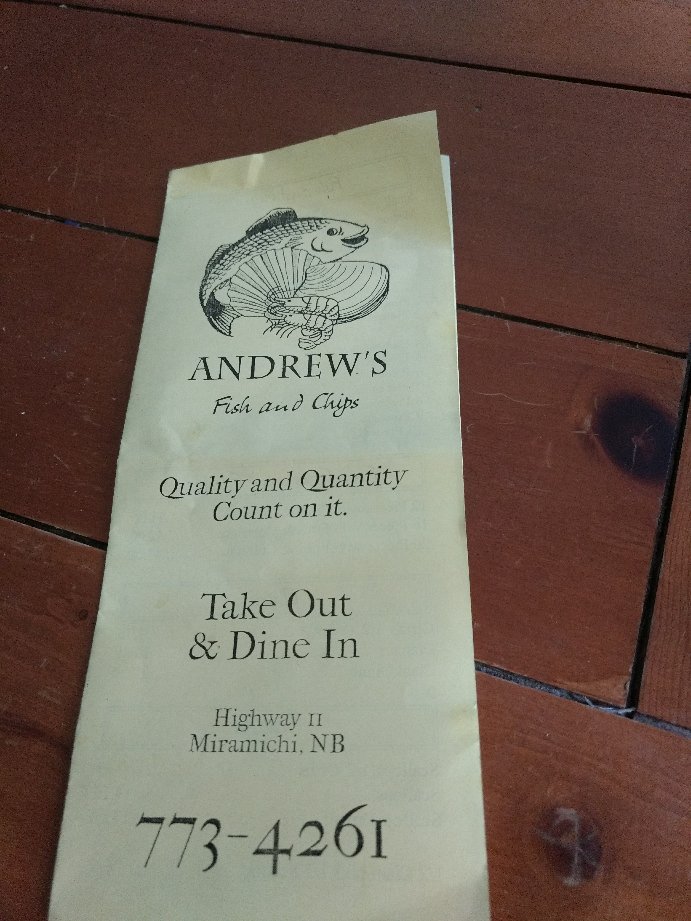 ANDREW'S
Fish and Chips
Quality and Quantity
Count on it.
Take Out
& Dine In
Highway 11
Miramichi, NB
773-4261